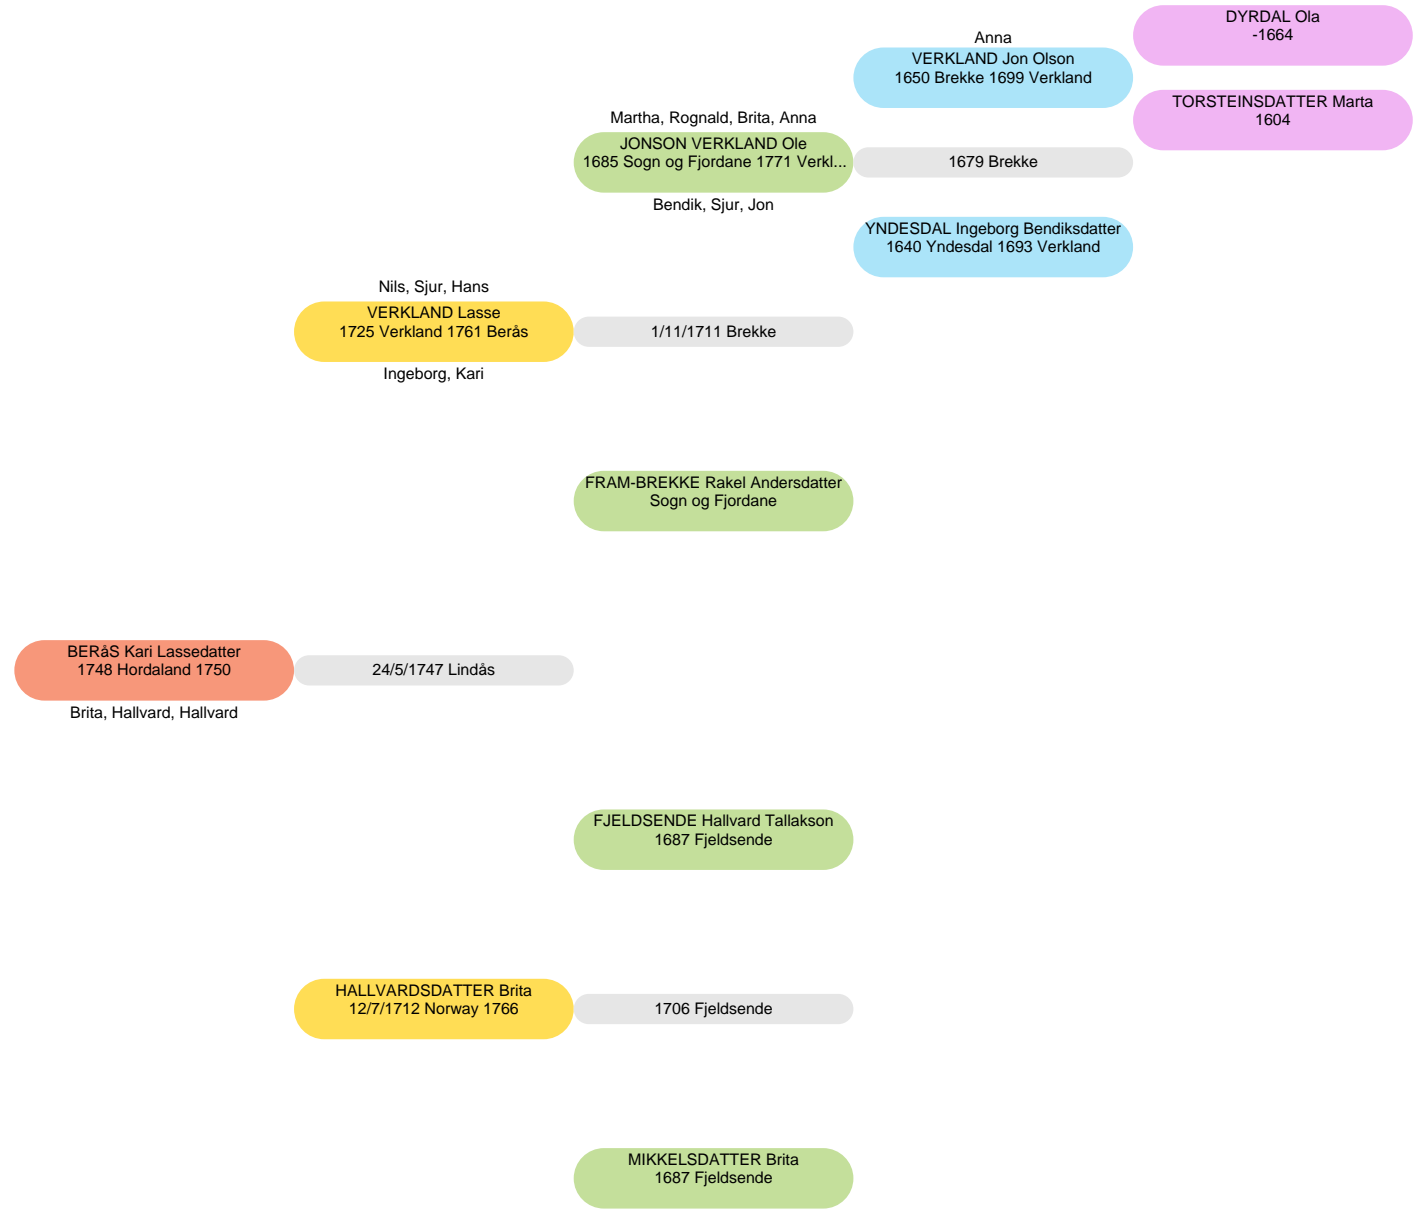 DYRDAL Ola
-1664
Anna
VERKLAND Jon Olson
1650 Brekke 1699 Verkland
TORSTEINSDATTER Marta
1604
Martha, Rognald, Brita, Anna
JONSON VERKLAND Ole
1685 Sogn og Fjordane 1771 Verkl...
1679 Brekke
Bendik, Sjur, Jon
YNDESDAL Ingeborg Bendiksdatter
1640 Yndesdal 1693 Verkland
Nils, Sjur, Hans
VERKLAND Lasse
1725 Verkland 1761 Berås
1/11/1711 Brekke
Ingeborg, Kari
FRAM-BREKKE Rakel Andersdatter
Sogn og Fjordane
BERåS Kari Lassedatter
1748 Hordaland 1750
24/5/1747 Lindås
Brita, Hallvard, Hallvard
FJELDSENDE Hallvard Tallakson
1687 Fjeldsende
HALLVARDSDATTER Brita
12/7/1712 Norway 1766
1706 Fjeldsende
MIKKELSDATTER Brita
1687 Fjeldsende